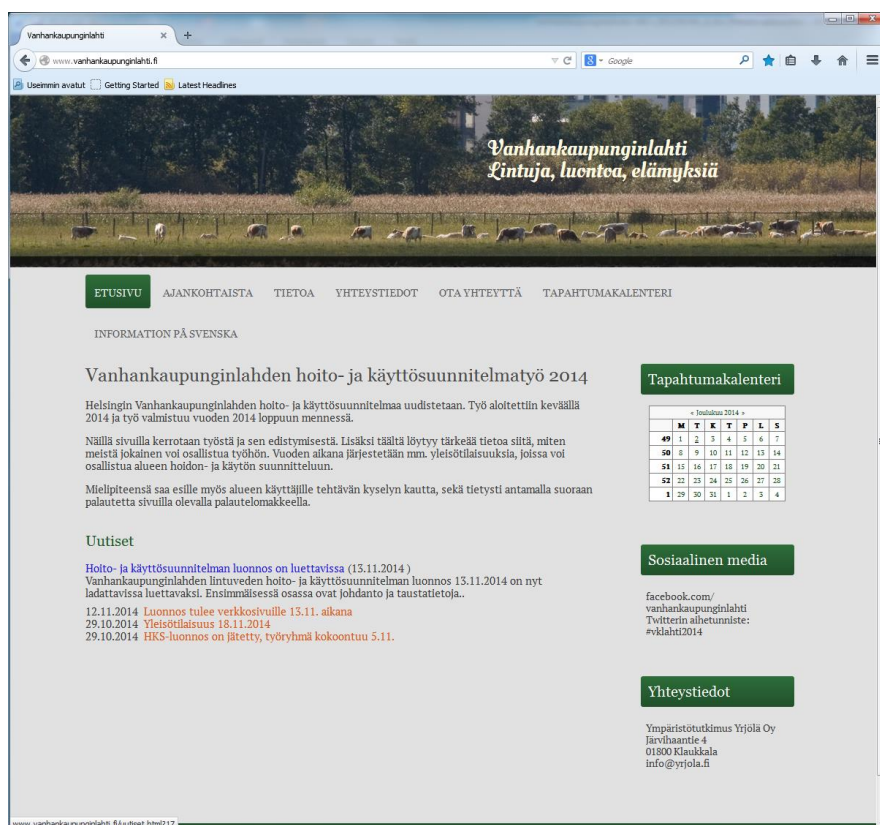 Vanhankaupunginlahti
www.vanhankaupunginlahti.fi
Google
Useimmin avatut
Getting Started
Latest Headlines
Vanhankaupunginlahti
Lintuja, luontoa, elämyksiä
ETUSIVU AJANKOHTAISTA TIETOA YHTEYSTIEDOT OTA YHTEYTTÄ TAPAHTUMAKALENTERI
INFORMATION PÅ SVENSKA
Vanhankaupunginlahden hoito- ja käyttösuunnitelmatyö 2014
Helsingin Vanhankaupunginlahden hoito- ja käyttösuunnitelmaa uudistetaan. Työ aloitettiin keväällä
2014 ja työ valmistuu vuoden 2014 loppuun mennessä.
Näillä sivuilla kerrotaan työstä ja sen edistymisestä. Lisäksi täältä löytyy tärkeää tietoa siitä, miten
meistä jokainen voi osallistua työhön. Vuoden aikana järjestetään mm. yleisötilaisuuksia, joissa voi
osallistua alueen hoidon- ja käytön suunnitteluun.
Mielipiteensä saa esille myös alueen käyttäjille tehtävän kyselyn kautta, sekä tietysti antamalla suoraan
palautetta sivuilla olevalla palautelomakkeella.
Uutiset
Hoito- ja käyttösuunnitelman luonnos on luettavissa (13.11.2014 )
Vanhankaupunginlahden lintuveden hoito- ja käyttösuunnitelman luonnos 13.11.2014 on nyt
ladattavissa luettavaksi. Ensimmäisessä osassa ovat johdanto ja taustatietoja..
12.11.2014 Luonnos tulee verkkosivuille 13.11. aikana
29.10.2014 Yleisötilaisuus 18.11.2014
29.10.2014 HKS-luonnos on jätetty, työryhmä kokoontuu 5.11.
Tapahtumakalenteri
« Joulukuu 2014 »
M T K T P L S
49 1 2 3 4 5 6 7
50 8 9 10 11 12 13 14
51 15 16 17 18 19 20 21
52 22 23 24 25 26 27 28
1 29 30 31 1 2 3 4
Sosiaalinen media
facebook.com/
vanhankaupunginlahti
Twitterin aihetunniste:
#vklahti2014
Yhteystiedot
Ympäristötutkimus Yrjölä Oy
Järvihaantie 4
01800 Klaukkala
info@yrjola.fi
www.vanhankaupunginlahti.fi/uutiset.html?17